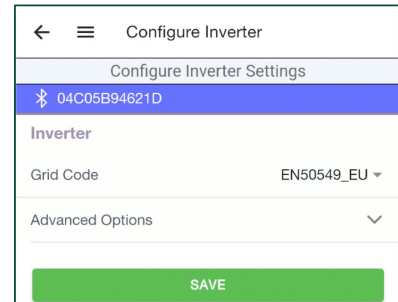 Configure Inverter
Configure Inverter Settings
04C05B94621D
Inverter
Grid Code EN50549_EU
Advanced Options
SAVE